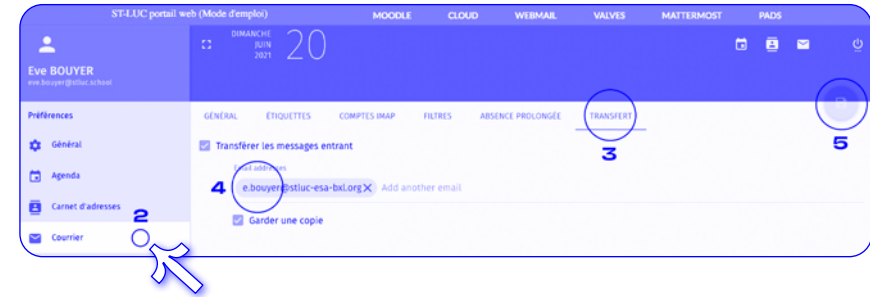 ST-LUC portail web (Mode d'emploi) MOODLE CLOUD WEBMAIL VALVES MATTERMOST PADS
DIMANCHE
JUIN
2021
20
Eve BOUYER
eve.bouyer@stluc.school
Préférences
GÉNÉRAL ÉTIQUETTES COMPTES IMAP FILTRES ABSENCE PROLONGÉE TRANSFERT
3
5
Général
Transférer les messages entrant
Agenda
Email addresses
4
e.bouyer@stluc-esa-bxl.org Add another email
Carnet d'adresses
2
Garder une copie
Courrier